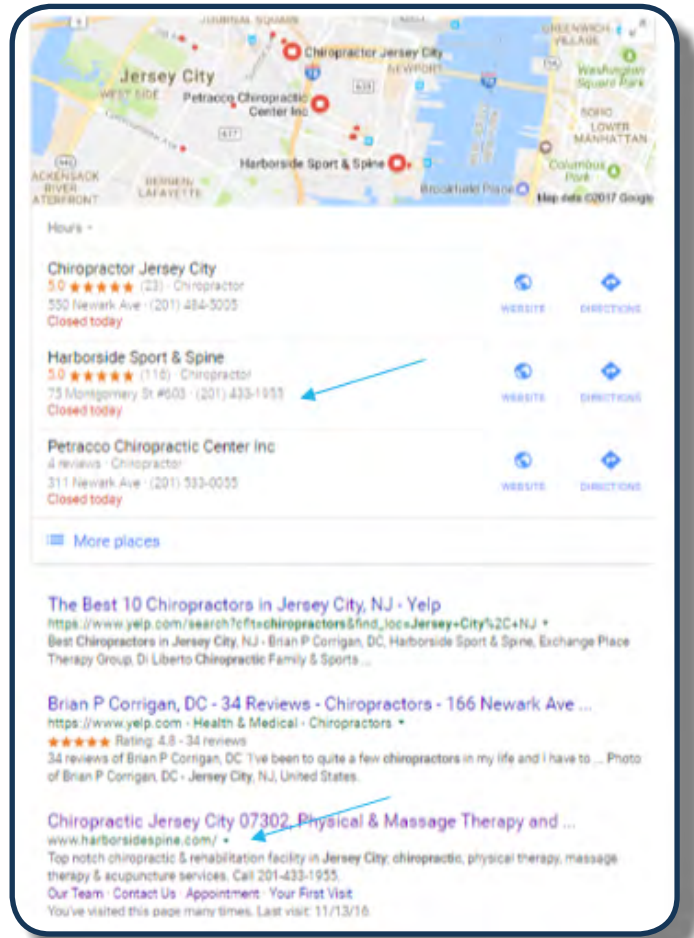 JOURNAL SQUARE
GREENWICH
VILLAGE
Chiropractor Jersey City
NEWPORT
Washington
Square Park
Jersey City
WEST SIDE
Petracco Chiropractic
Center Inc
SOHO
LOWER
MANHATTAN
Harborside Sport & Spine
Columbus
Park
ACKENSACK
RIVER
ATERFRONT
BERGEN/
LAFAYETTE
Brookfield Place
Map data ©2017 Google
Hours
Chiropractor Jersey City
5.0 ★★★★★ (23) · Chiropractor
550 Newark Ave · (201) 484-5005
Closed today
WEBSITE DIRECTIONS
Harborside Sport & Spine
5.0 ★★★★★ (116) · Chiropractor
75 Montgomery St #603 · (201) 433-1955
Closed today
WEBSITE DIRECTIONS
Petracco Chiropractic Center Inc
4 reviews · Chiropractor
311 Newark Ave · (201) 533-0055
Closed today
WEBSITE DIRECTIONS
More places
The Best 10 Chiropractors in Jersey City, NJ - Yelp
https://www.yelp.com/search?cflt=chiropractors&find_loc=Jersey+City%2C+NJ
Best Chiropractors in Jersey City, NJ - Brian P Corrigan, DC, Harborside Sport & Spine, Exchange Place
Therapy Group, Di Liberto Chiropractic Family & Sports ...
Brian P Corrigan, DC - 34 Reviews - Chiropractors - 166 Newark Ave ...
https://www.yelp.com › Health & Medical › Chiropractors
★★★★★ Rating: 4.8 - 34 reviews
34 reviews of Brian P Corrigan, DC "I've been to quite a few chiropractors in my life and I have to ... Photo
of Brian P Corrigan, DC - Jersey City, NJ, United States.
Chiropractic Jersey City 07302, Physical & Massage Therapy and ...
www.harborsidespine.com/
Top notch chiropractic & rehabilitation facility in Jersey City; chiropractic, physical therapy, massage
therapy & acupuncture services. Call 201-433-1955.
Our Team · Contact Us · Appointment · Your First Visit
You've visited this page many times. Last visit: 11/13/16